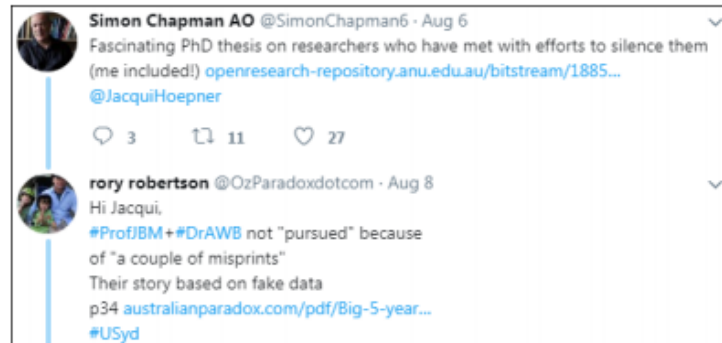 Simon Chapman AO @SimonChapman6 · Aug 6
Fascinating PhD thesis on researchers who have met with efforts to silence them
(me included!) openresearch-repository.anu.edu.au/bitstream/1885...
@JacquiHoepner
3 11 27
rory robertson @OzParadoxdotcom · Aug 8
Hi Jacqui,
#ProfJBM+#DrAWB not "pursued" because
of "a couple of misprints"
Their story based on fake data
p34 australianparadox.com/pdf/Big-5-year...
#USyd